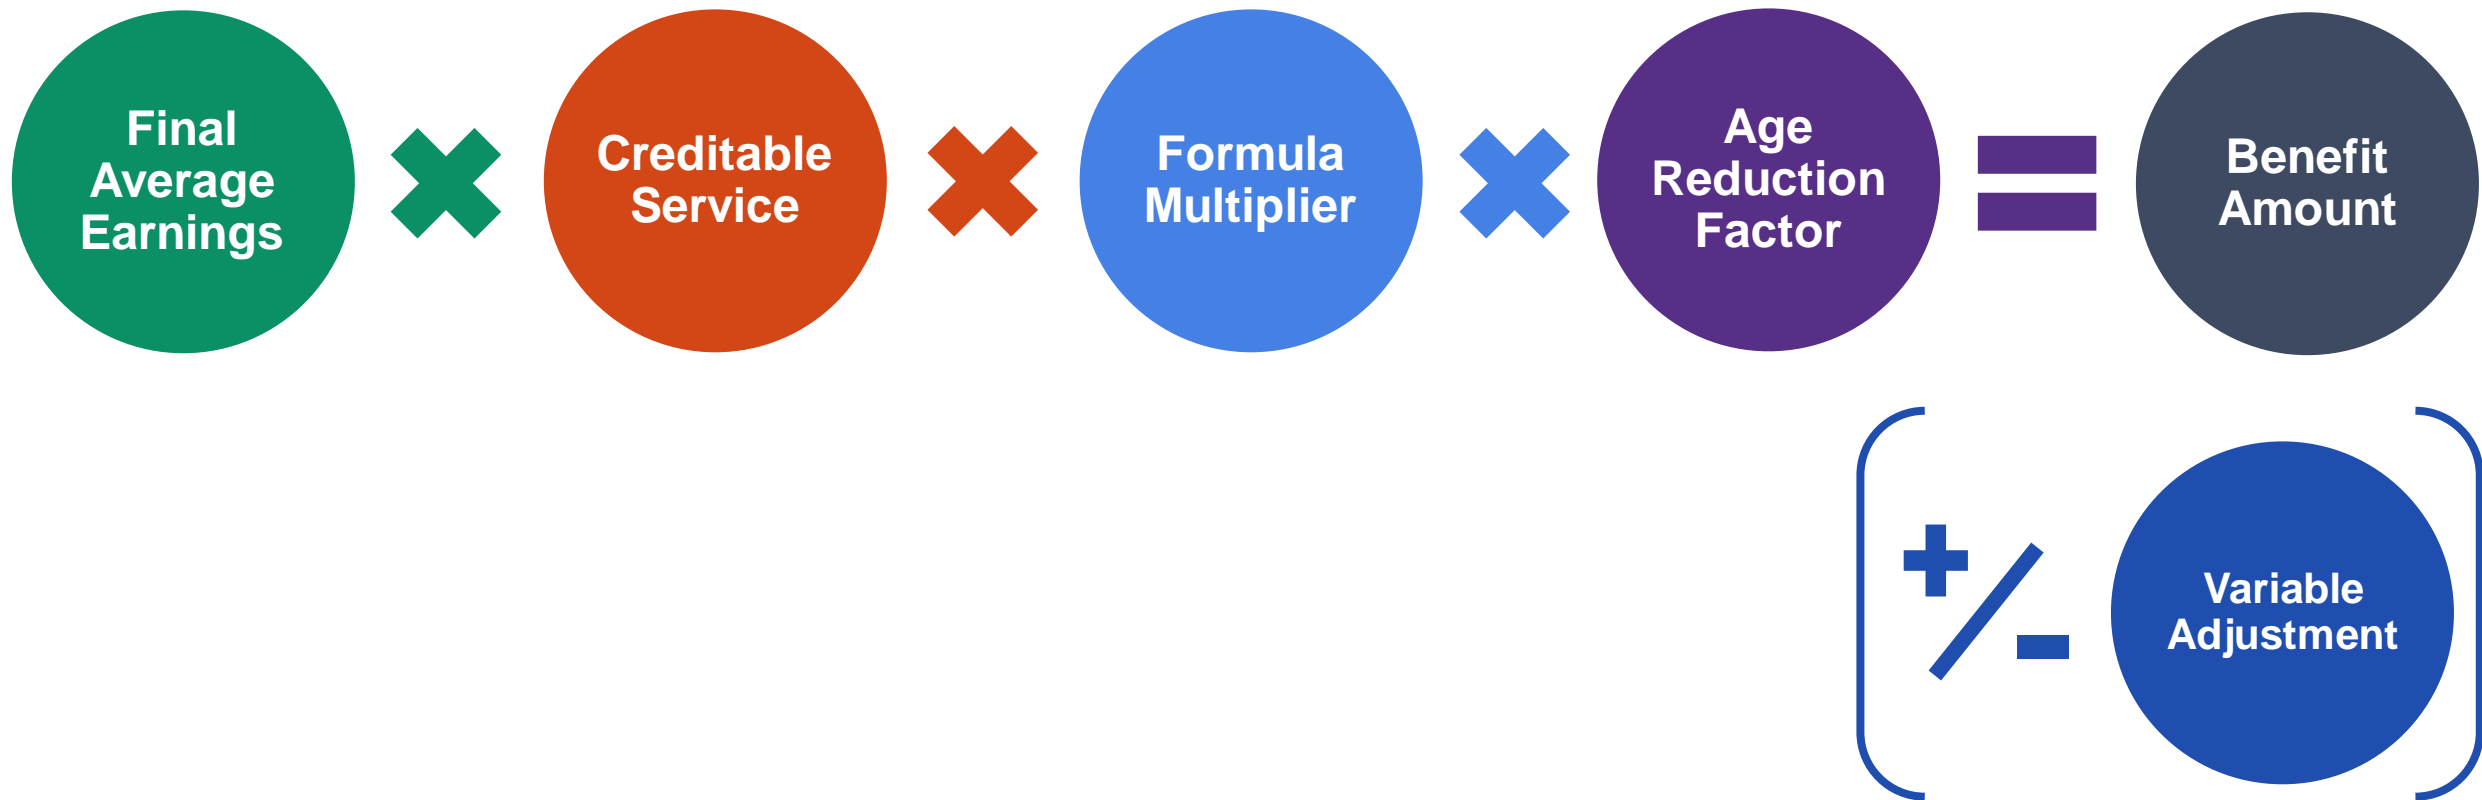 Final
Average
Earnings
Creditable
Service
Formula
Multiplier
Age
Reduction
Factor
=
Benefit
Amount
+/-
Variable
Adjustment